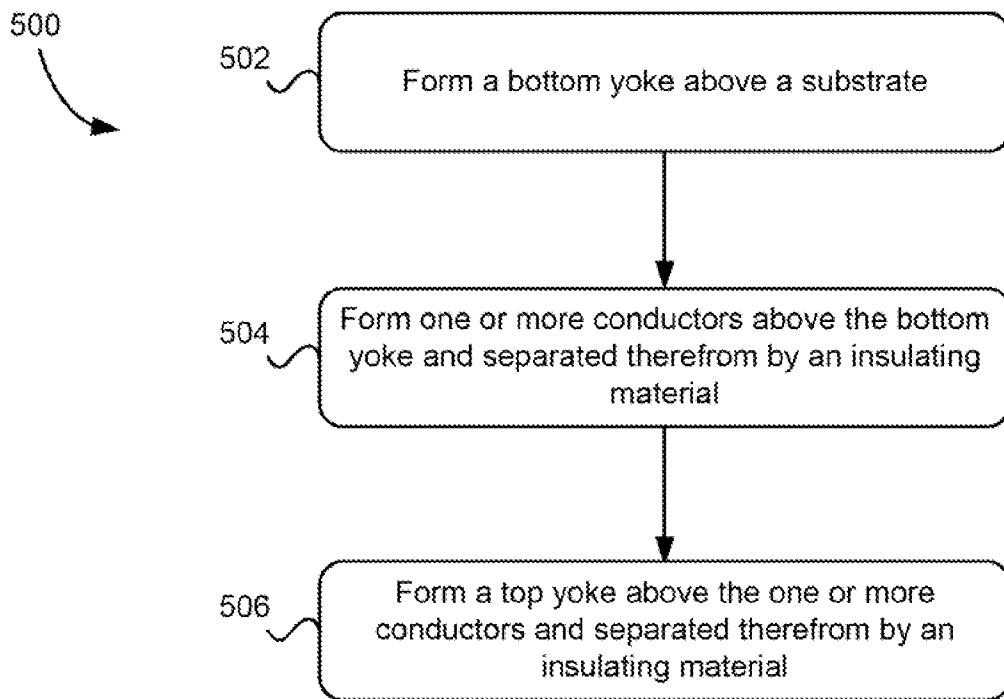 500
502
Form a bottom yoke above a substrate
504
Form one or more conductors above the bottom
yoke and separated therefrom by an insulating
material
506
Form a top yoke above the one or more
conductors and separated therefrom by an
insulating material